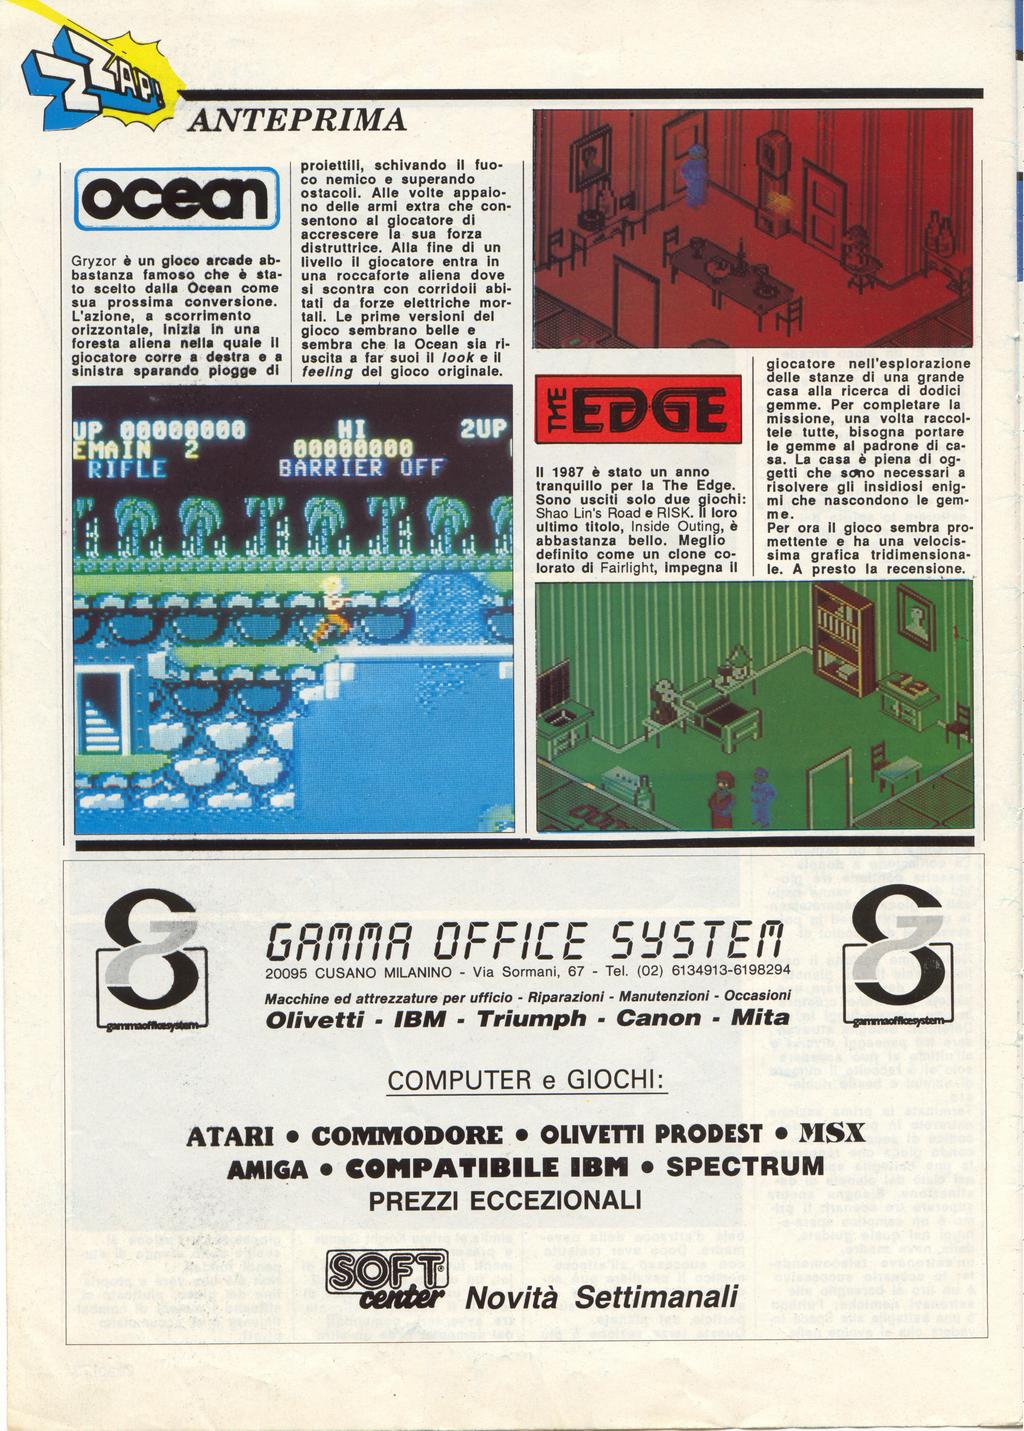 ZZAP!
ANTEPRIMA
ocean
Gryzor è un gioco arcade ab-
bastanza famoso che è sta-
to scelto dalla Ocean come
sua prossima conversione.
L'azione, a scorrimento
orizzontale, inizia in una
foresta aliena nella quale il
giocatore corre a destra e a
sinistra sparando piogge di
proiettili, schivando il fuo-
co nemico e superando
ostacoli. Alle volte appaio-
no delle armi extra che con-
sentono al giocatore di
accrescere la sua forza
distruttrice. Alla fine di un
livello il giocatore entra in
una roccaforte aliena dove
si scontra con corridoii abi-
tati da forze elettriche mor-
tali. Le prime versioni del
gioco sembrano belle e
sembra che la Ocean sia ri-
uscita a far suoi il look e il
feeling del gioco originale.
UP 00000000 HI 2UP
EMAIN 2 00000000
RIFLE BARRIER OFF
THE EDGE
Il 1987 è stato un anno
tranquillo per la The Edge.
Sono usciti solo due giochi:
Shao Lin's Road e RISK. Il loro
ultimo titolo, Inside Outing, è
abbastanza bello. Meglio
definito come un clone co-
lorato di Fairlight, impegna il
giocatore nell'esplorazione
delle stanze di una grande
casa alla ricerca di dodici
gemme. Per completare la
missione, una volta raccol-
tele tutte, bisogna portare
le gemme al padrone di ca-
sa. La casa è piena di og-
getti che sono necessari a
risolvere gli insidiosi enig-
mi che nascondono le gem-
me.
Per ora il gioco sembra pro-
mettente e ha una velocis-
sima grafica tridimensiona-
le. A presto la recensione.
gammaofficesystem
GAMMA OFFICE SYSTEM
20095 CUSANO MILANINO - Via Sormani, 67 - Tel. (02) 6134913-6198294
Macchine ed attrezzature per ufficio - Riparazioni - Manutenzioni - Occasioni
Olivetti - IBM - Triumph - Canon - Mita
gammaofficesystem
COMPUTER e GIOCHI:
ATARI • COMMODORE • OLIVETTI PRODEST • MSX
AMIGA • COMPATIBILE IBM • SPECTRUM
PREZZI ECCEZIONALI
SOFT center Novità Settimanali